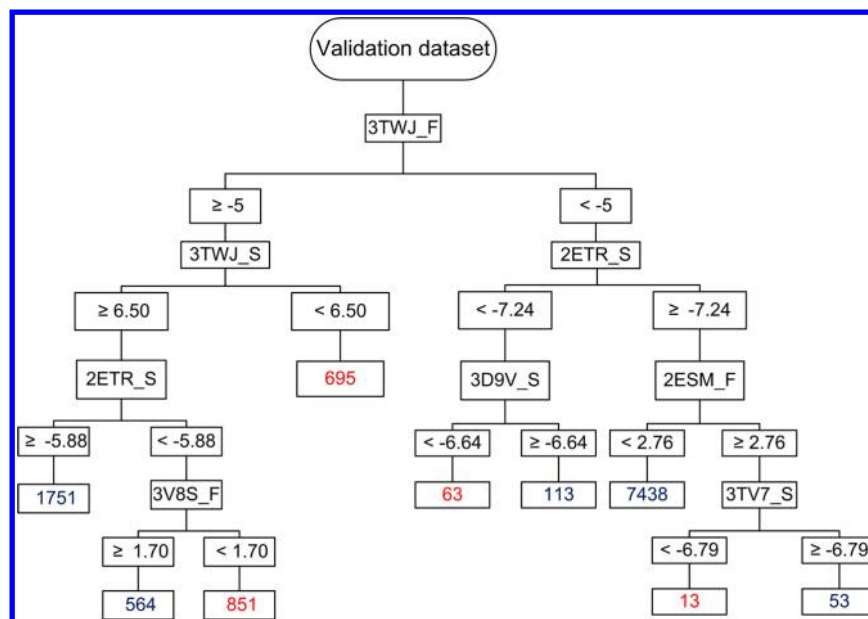 Validation dataset
3TWJ_F
≥ -5
< -5
3TWJ_S
2ETR_S
≥ 6.50
< 6.50
< -7.24
≥ -7.24
2ETR_S
695
3D9V_S
2ESM_F
≥ -5.88
< -5.88
< -6.64
≥ -6.64
< 2.76
≥ 2.76
1751
3V8S_F
63
113
7438
3TV7_S
≥ 1.70
< 1.70
< -6.79
≥ -6.79
564
851
13
53